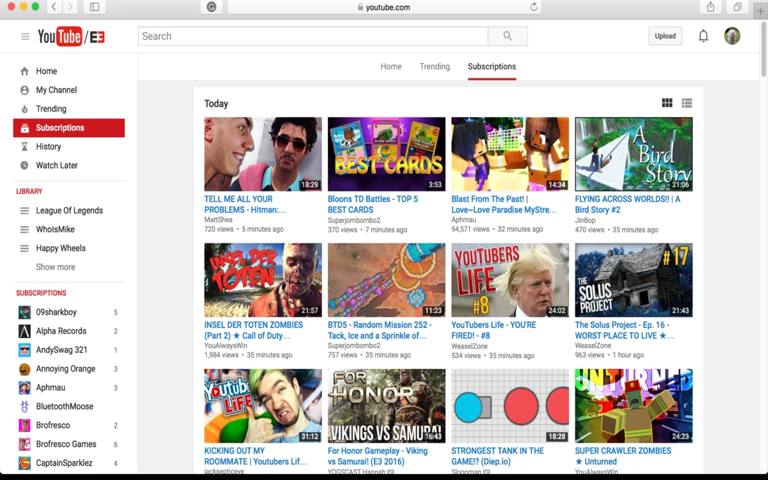 youtube.com
YouTube / E3
Search
Upload
Home
Trending
Subscriptions
Home
My Channel
Trending
Subscriptions
History
Watch Later
LIBRARY
League Of Legends
WhoIsMike
Happy Wheels
Show more
SUBSCRIPTIONS
09sharkboy 5
Alpha Records 2
AndySwag 321 1
Annoying Orange 3
Aphmau 3
BluetoothMoose
Brofresco 2
Brofresco Games 6
CaptainSparklez 4
Today
18:29
BEST CARDS
3:53
14:34
A Bird Story
21:06
TELL ME ALL YOUR
PROBLEMS - Hitman:...
MattShea
720 views • 5 minutes ago
Bloons TD Battles - TOP 5
BEST CARDS
Superjombombo2
370 views • 7 minutes ago
Blast From The Past! |
Love~Love Paradise MyStre...
Aphmau
94,571 views • 32 minutes ago
FLYING ACROSS WORLDS!! | A
Bird Story #2
JinBop
470 views • 35 minutes ago
INSEL DER TOTEN
21:57
11:23
YOUTUBERS LIFE #8
24:02
#17
THE SOLUS PROJECT
21:43
INSEL DER TOTEN ZOMBIES
(Part 2) ★ Call of Duty...
YouAlwaysWin
1,984 views • 35 minutes ago
BTD5 - Random Mission 252 -
Tack, Ice and a Sprinkle of...
Superjombombo2
757 views • 35 minutes ago
YouTubers Life - YOU'RE
FIRED! - #8
WeaselZone
534 views • 35 minutes ago
The Solus Project - Ep. 16 -
WORST PLACE TO LIVE ★...
WeaselZone
963 views • 1 hour ago
Youtubers LIFE
31:12
FOR HONOR
VIKINGS VS SAMURAI
16:43
18:28
UNTURNED
24:23
KICKING OUT MY
ROOMMATE | Youtubers Lif...
jacksepticeye
For Honor Gameplay - Viking
vs Samurai! (E3 2016)
YOGSCAST Hannah
STRONGEST TANK IN THE
GAME!? (Diep.io)
Slogoman
SUPER CRAWLER ZOMBIES
★ Unturned
YouAlwaysWin